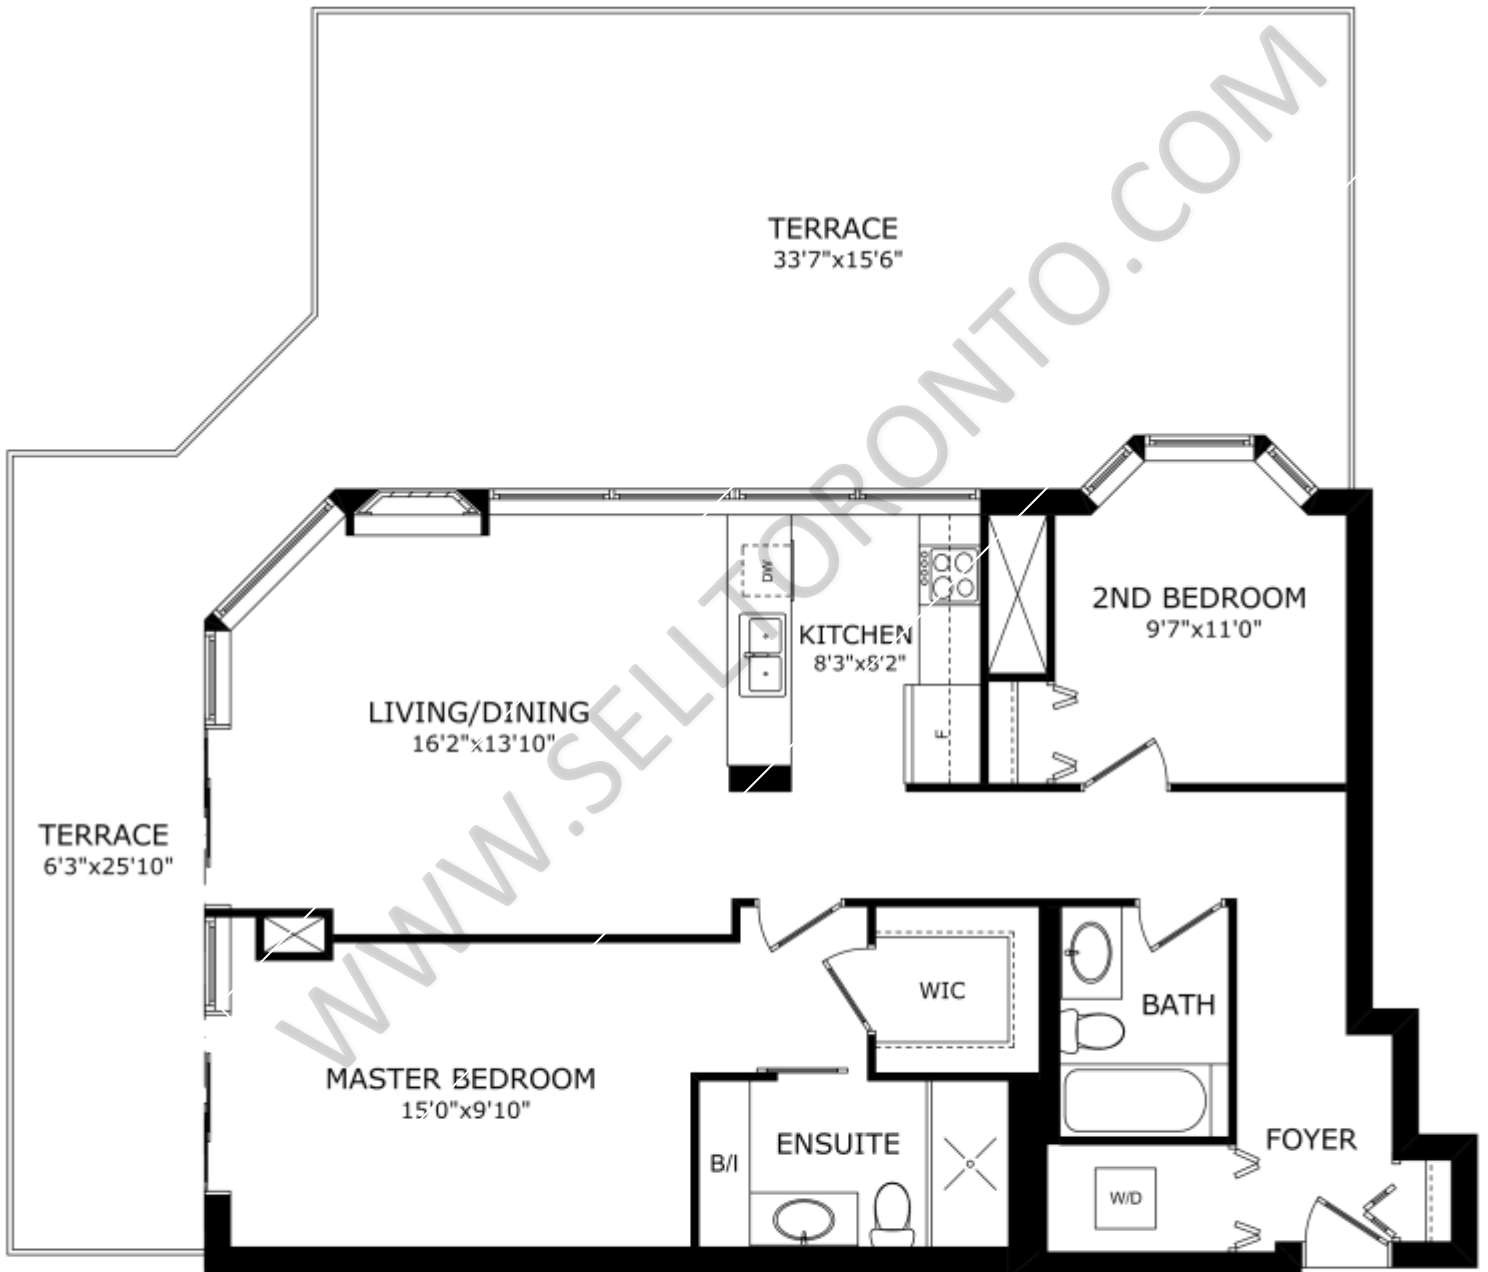 TERRACE
33'7"x15'6"
2ND BEDROOM
9'7"x11'0"
DW
KITCHEN
8'3"x8'2"
LIVING/DINING
16'2"x13'10"
F
TERRACE
6'3"x25'10"
WIC
BATH
MASTER BEDROOM
15'0"x9'10"
ENSUITE
B/I
FOYER
W/D
WWW.SELLTORONTO.COM